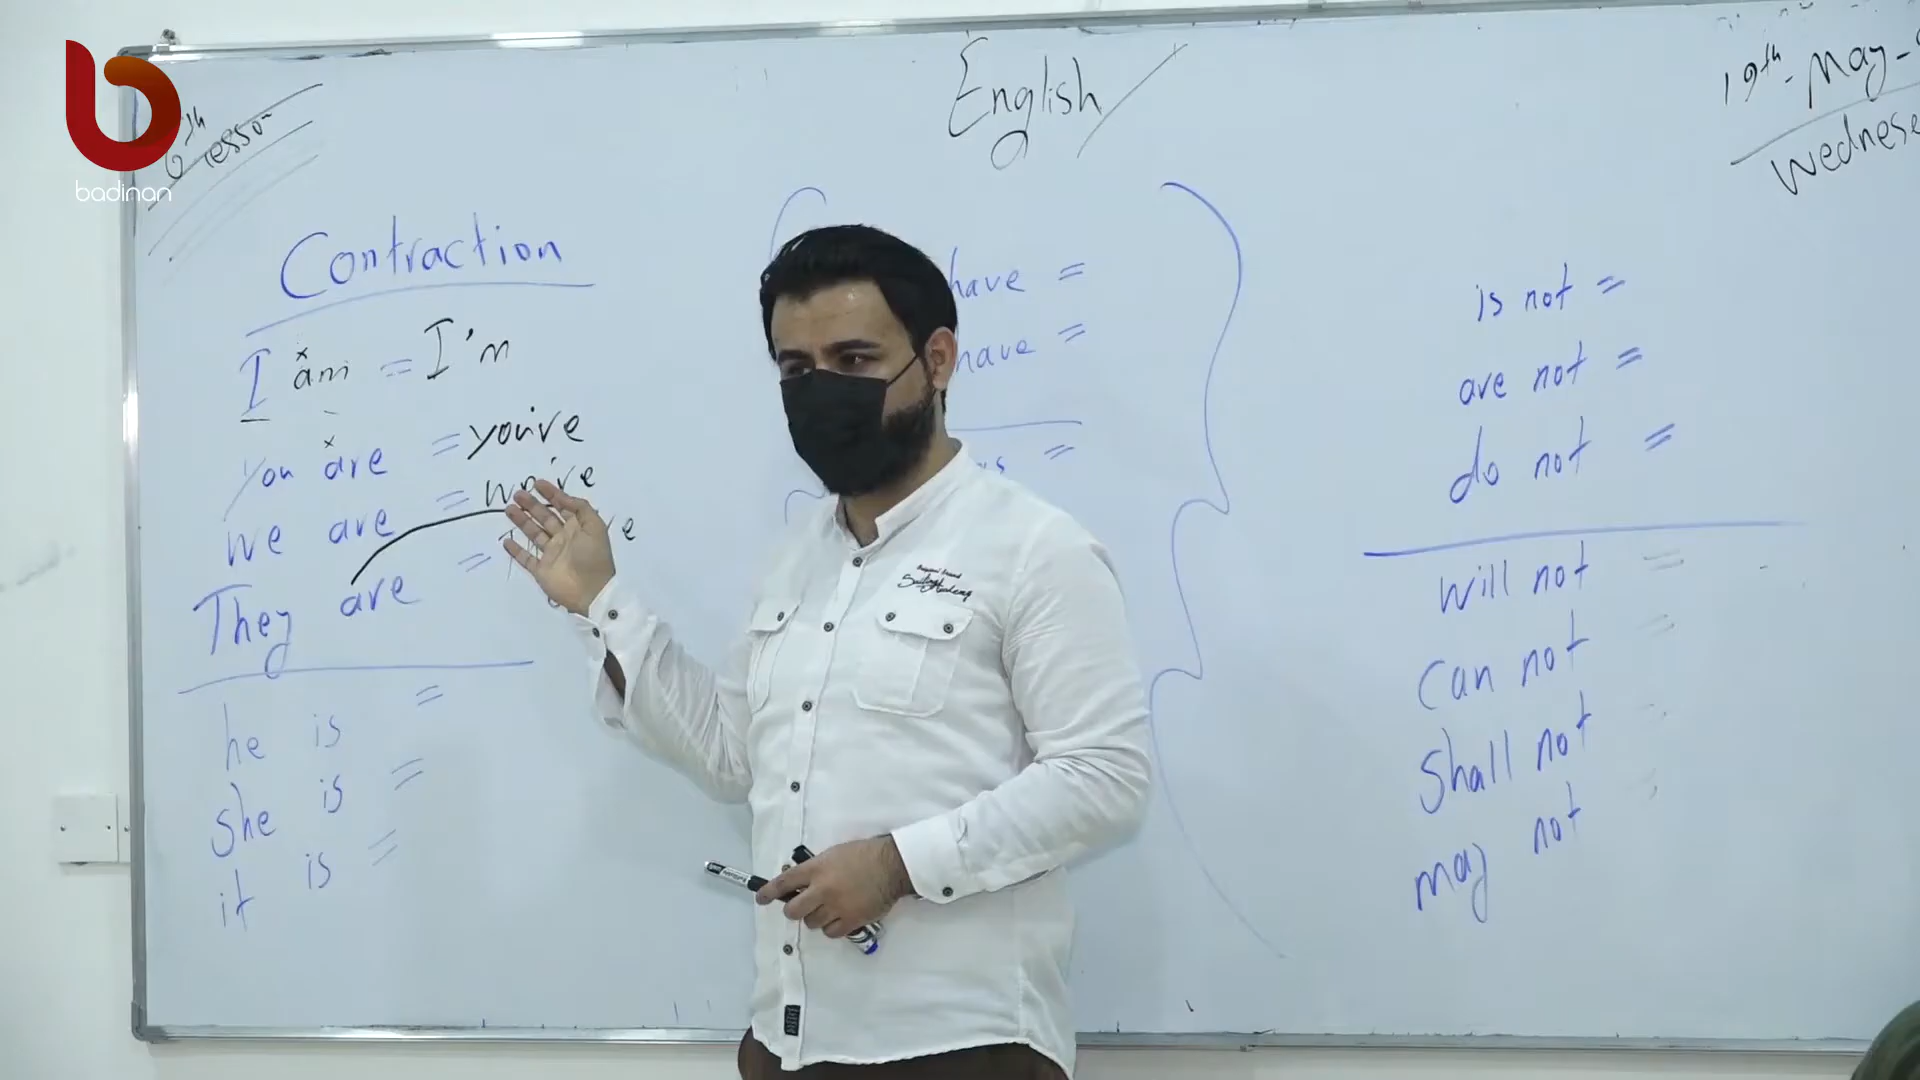 badinan
English
19th - May -
Contraction
I am = I'm
you are = you're
we are = we're
They are =
he is =
she is =
it is =
have =
have =
=
is not =
are not =
do not =
will not =
can not =
shall not
may not